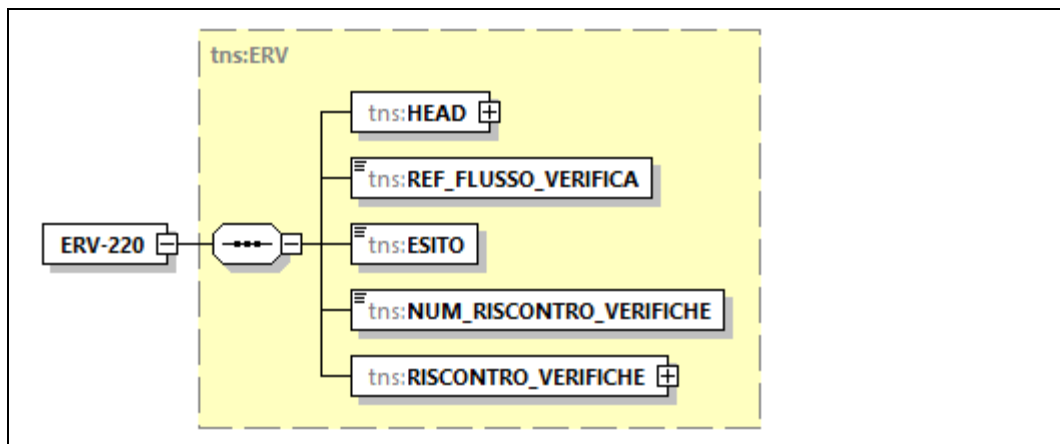 tns:ERV
tns:HEAD
tns:REF_FLUSSO_VERIFICA
ERV-220
tns:ESITO
tns:NUM_RISCONTRO_VERIFICHE
tns:RISCONTRO_VERIFICHE